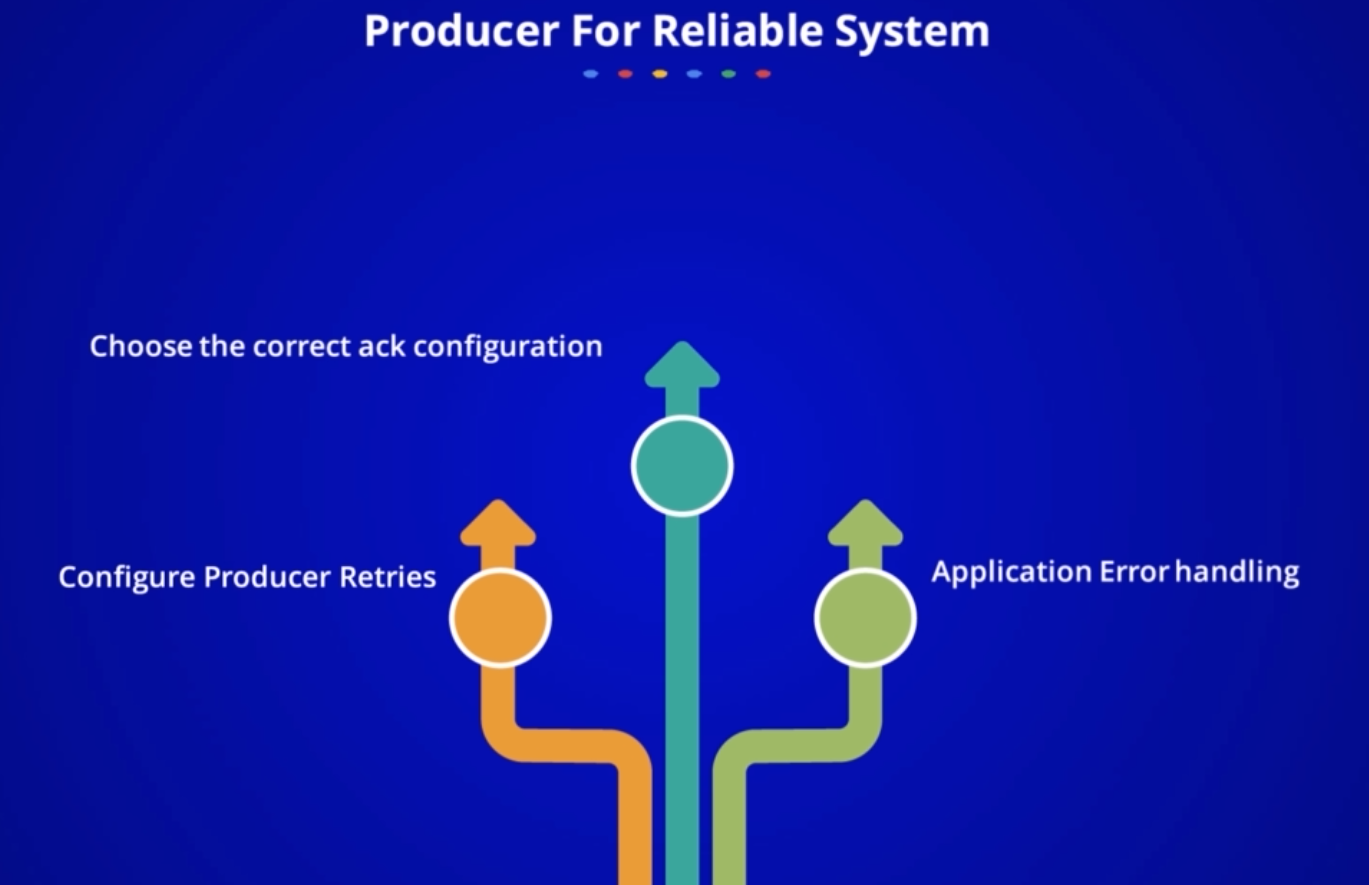 Producer For Reliable System
Choose the correct ack configuration
Configure Producer Retries
Application Error handling